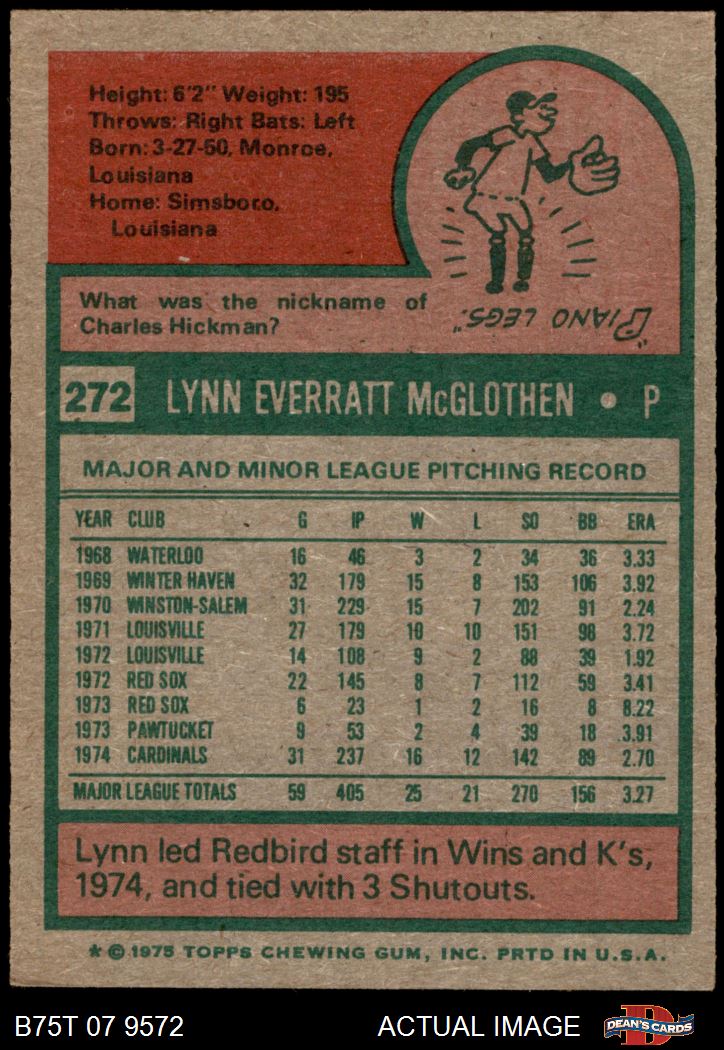 Height: 6'2" Weight: 195
Throws: Right Bats: Left
Born: 3-27-50, Monroe,
Louisiana
Home: Simsboro,
Louisiana
What was the nickname of
Charles Hickman?
"PIANO LEGS."
272 LYNN EVERRATT McGLOTHEN • P
MAJOR AND MINOR LEAGUE PITCHING RECORD
YEAR CLUB G IP W L SO BB ERA
1968 WATERLOO 16 46 3 2 34 36 3.33
1969 WINTER HAVEN 32 179 15 8 153 106 3.92
1970 WINSTON-SALEM 31 229 15 7 202 91 2.24
1971 LOUISVILLE 27 179 10 10 151 98 3.72
1972 LOUISVILLE 14 108 9 2 88 39 1.92
1972 RED SOX 22 145 8 7 112 59 3.41
1973 RED SOX 6 23 1 2 16 8 8.22
1973 PAWTUCKET 9 53 2 4 39 18 3.91
1974 CARDINALS 31 237 16 12 142 89 2.70
MAJOR LEAGUE TOTALS 59 405 25 21 270 156 3.27
Lynn led Redbird staff in Wins and K's,
1974, and tied with 3 Shutouts.
* © 1975 TOPPS CHEWING GUM, INC. PRTD IN U.S.A.
B75T 07 9572 ACTUAL IMAGE D DEAN'S CARDS